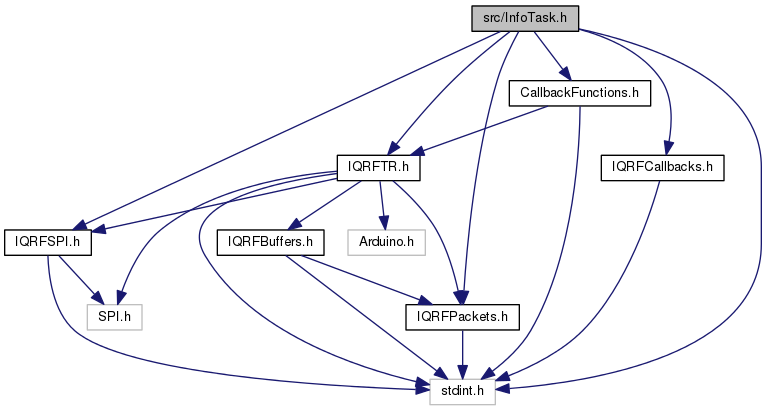 src/InfoTask.h
CallbackFunctions.h
IQRFTR.h
IQRFCallbacks.h
IQRFSPI.h
IQRFBuffers.h
Arduino.h
SPI.h
IQRFPackets.h
stdint.h